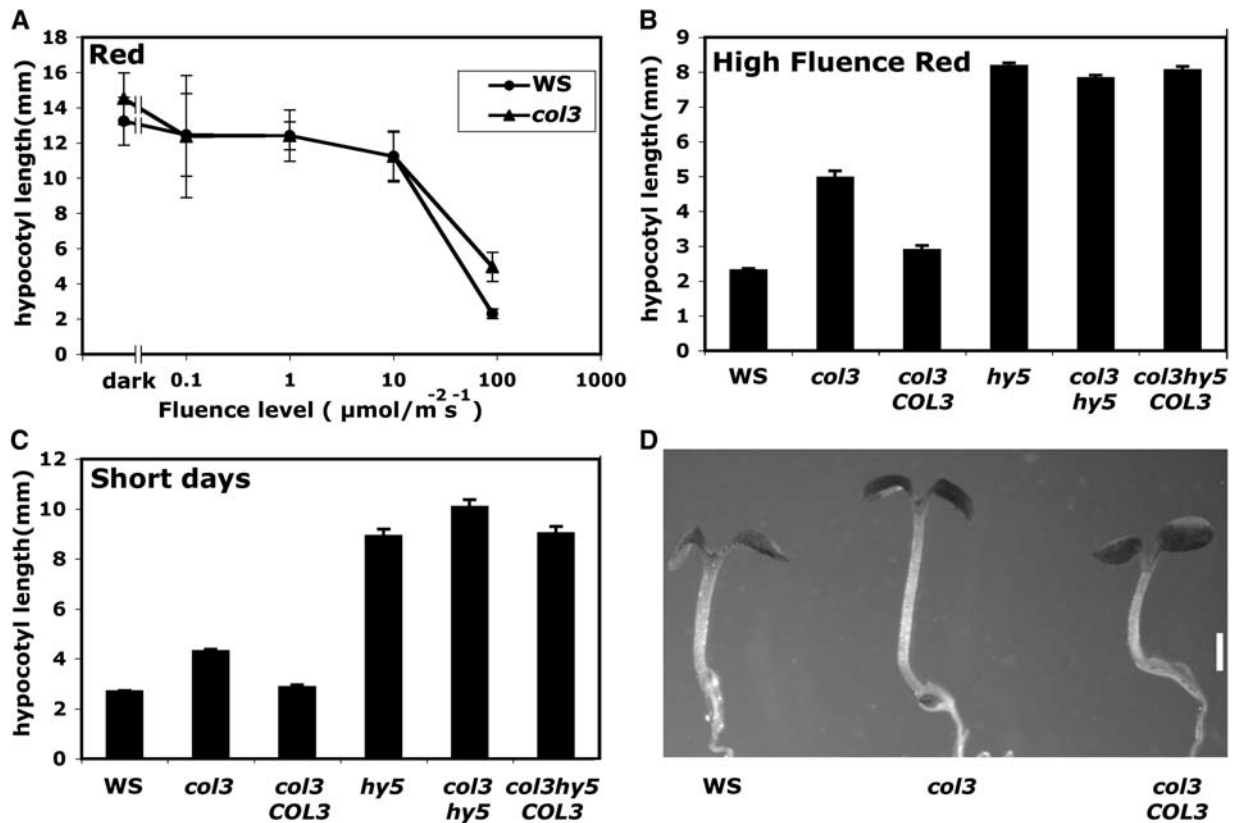 A
Red
WS
col3
hypocotyl length(mm)
18
16
14
12
10
8
6
4
2
0
dark
0.1
1
10
100
1000
Fluence level ( µmol/m⁻²s⁻¹)
B
High Fluence Red
hypocotyl length(mm)
9
8
7
6
5
4
3
2
1
0
WS
col3
col3
COL3
hy5
col3
hy5
col3hy5
COL3
C
Short days
hypocotyl length(mm)
12
10
8
6
4
2
0
WS
col3
col3
COL3
hy5
col3
hy5
col3hy5
COL3
D
WS
col3
col3
COL3